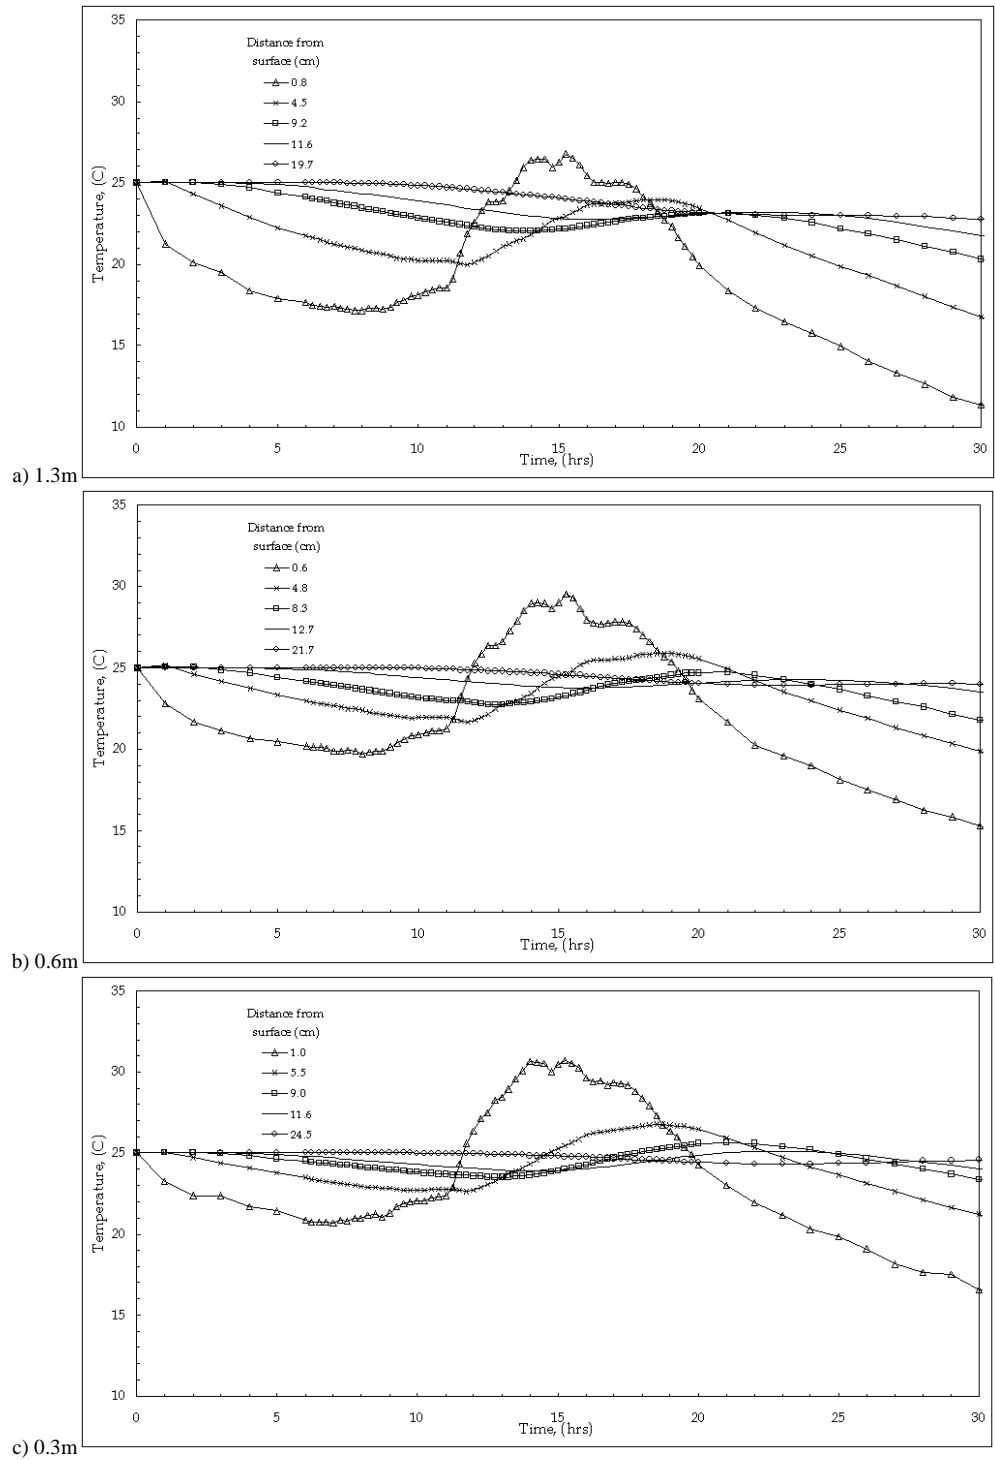 35
Distance from
surface (cm)
0.8
30
4.5
9.2
11.6
19.7
25
Temperature, (C)
20
15
10
0 5 10 15 20 25 30
Time, (hrs)
a) 1.3m
35
Distance from
surface (cm)
0.6
30
4.8
8.3
12.7
21.7
25
Temperature, (C)
20
15
10
0 5 10 15 20 25 30
Time, (hrs)
b) 0.6m
35
Distance from
surface (cm)
1.0
30
5.5
9.0
11.6
24.5
25
Temperature, (C)
20
15
10
0 5 10 15 20 25 30
Time, (hrs)
c) 0.3m